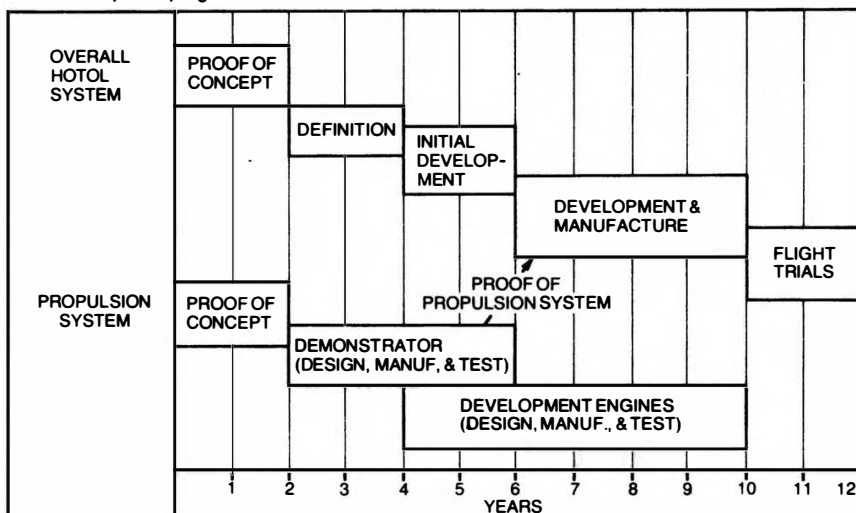 OVERALL
HOTOL
SYSTEM
PROOF OF
CONCEPT
DEFINITION
INITIAL
DEVELOP-
MENT
DEVELOPMENT &
MANUFACTURE
FLIGHT
TRIALS
PROOF OF
PROPULSION SYSTEM
PROPULSION
SYSTEM
PROOF OF
CONCEPT
DEMONSTRATOR
(DESIGN, MANUF, & TEST)
DEVELOPMENT ENGINES
(DESIGN, MANUF., & TEST)
1 2 3 4 5 6 7 8 9 10 11 12
YEARS